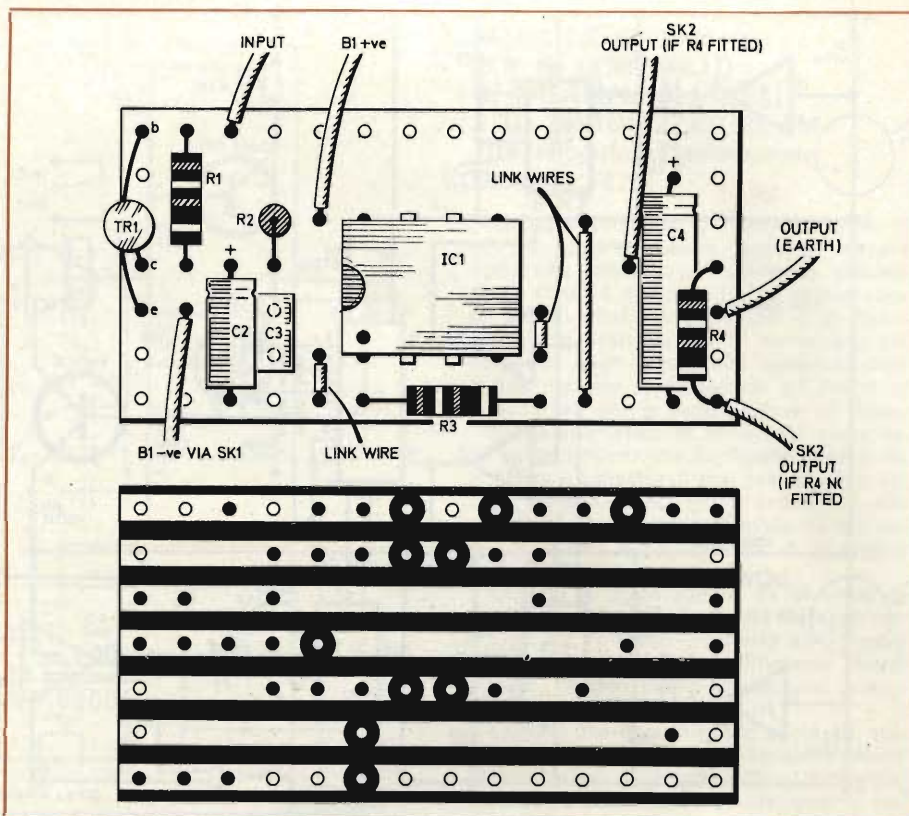 INPUT
B1+ve
SK2
OUTPUT (IF R4 FITTED)
b
R1
TR1
c
e
R2
+
C2
C3
IC1
LINK WIRES
+
C4
OUTPUT
(EARTH)
R4
R3
B1-ve VIA SK1
LINK WIRE
SK2
OUTPUT
(IF R4 NO
FITTED